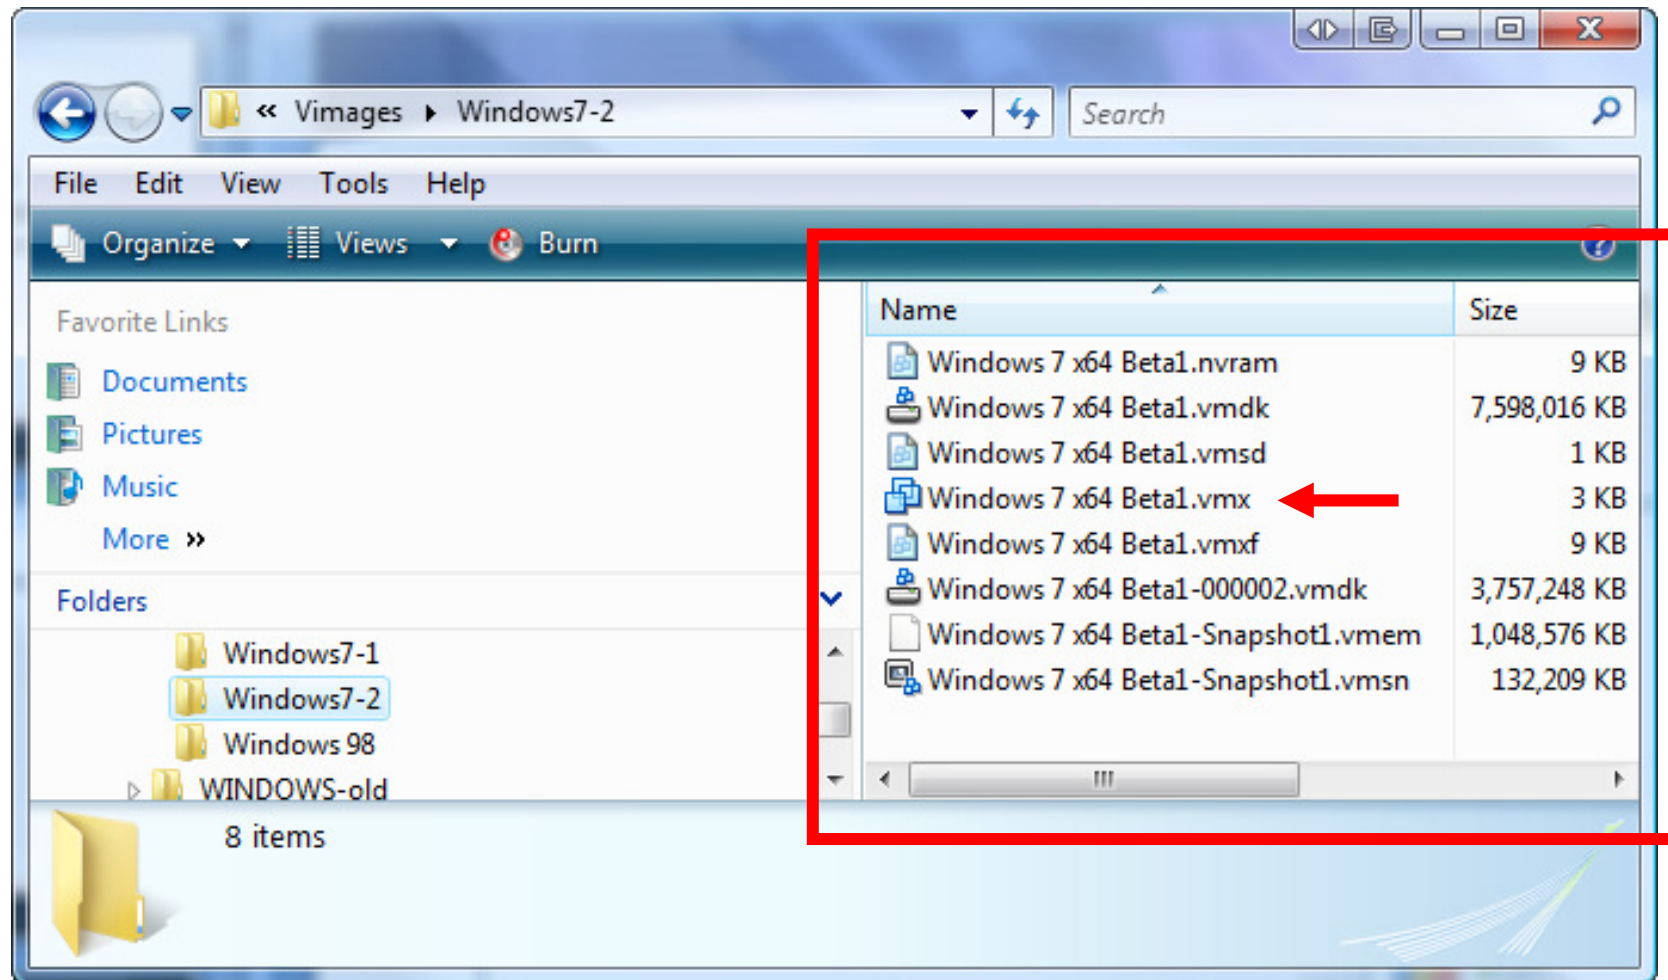 « Vimages Windows7-2 Search
File Edit View Tools Help
Organize Views Burn
Favorite Links
Documents
Pictures
Music
More »
Folders
Windows7-1
Windows7-2
Windows 98
WINDOWS-old
Name Size
Windows 7 x64 Beta1.nvram 9 KB
Windows 7 x64 Beta1.vmdk 7,598,016 KB
Windows 7 x64 Beta1.vmsd 1 KB
Windows 7 x64 Beta1.vmx 3 KB
Windows 7 x64 Beta1.vmxf 9 KB
Windows 7 x64 Beta1-000002.vmdk 3,757,248 KB
Windows 7 x64 Beta1-Snapshot1.vmem 1,048,576 KB
Windows 7 x64 Beta1-Snapshot1.vmsn 132,209 KB
8 items